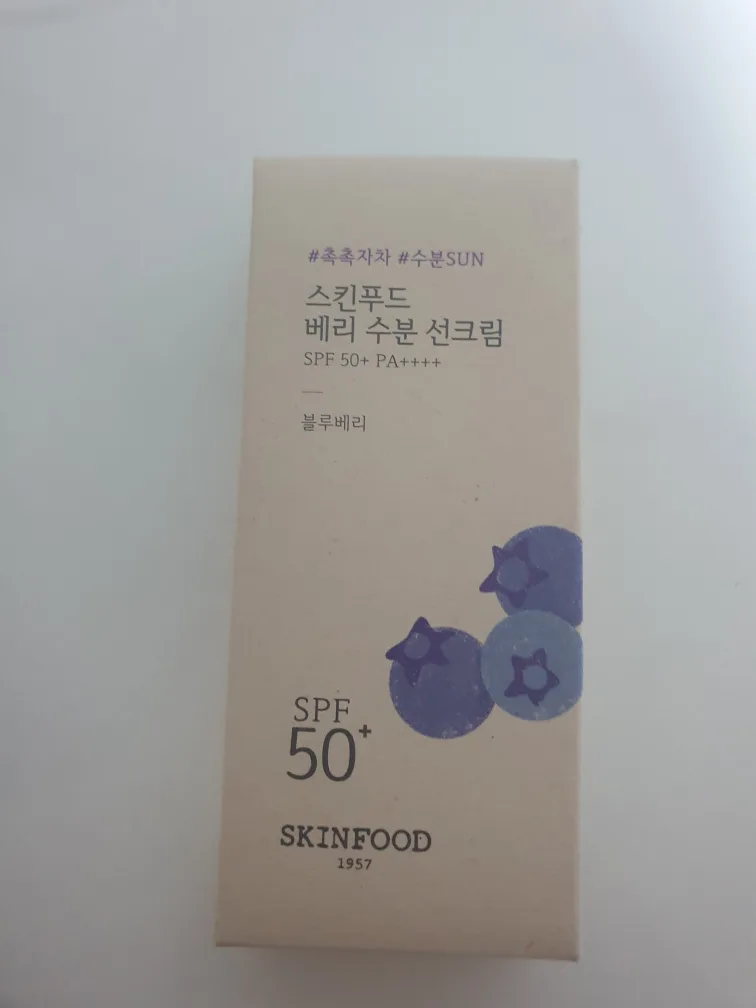 #촉촉자차 #수분SUN
스킨푸드
베리 수분 선크림
SPF 50+ PA++++
블루베리
SPF
50+
SKINFOOD
1957